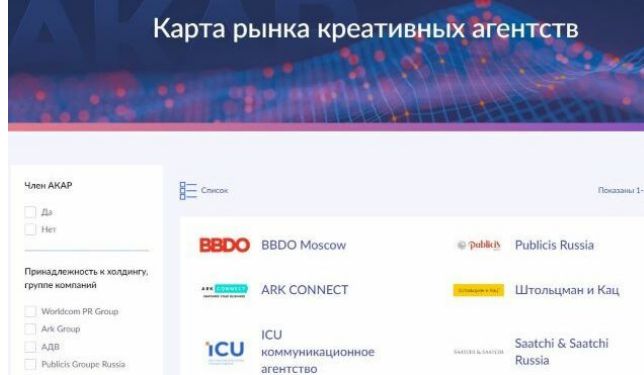 Карта рынка креативных агентств
Член АКАР
Да
Нет
Принадлежность к холдингу,
группе компаний
Worldcom PR Group
Ark Group
АДВ
Publicis Groupe Russia
Список
Показаны 1-
BBDO BBDO Moscow
Publicis Publicis Russia
ARK CONNECT ARK CONNECT
Штольцман и Кац
ICU
ICU
коммуникационное
агентство
SAATCHI & SAATCHI
Saatchi & Saatchi
Russia